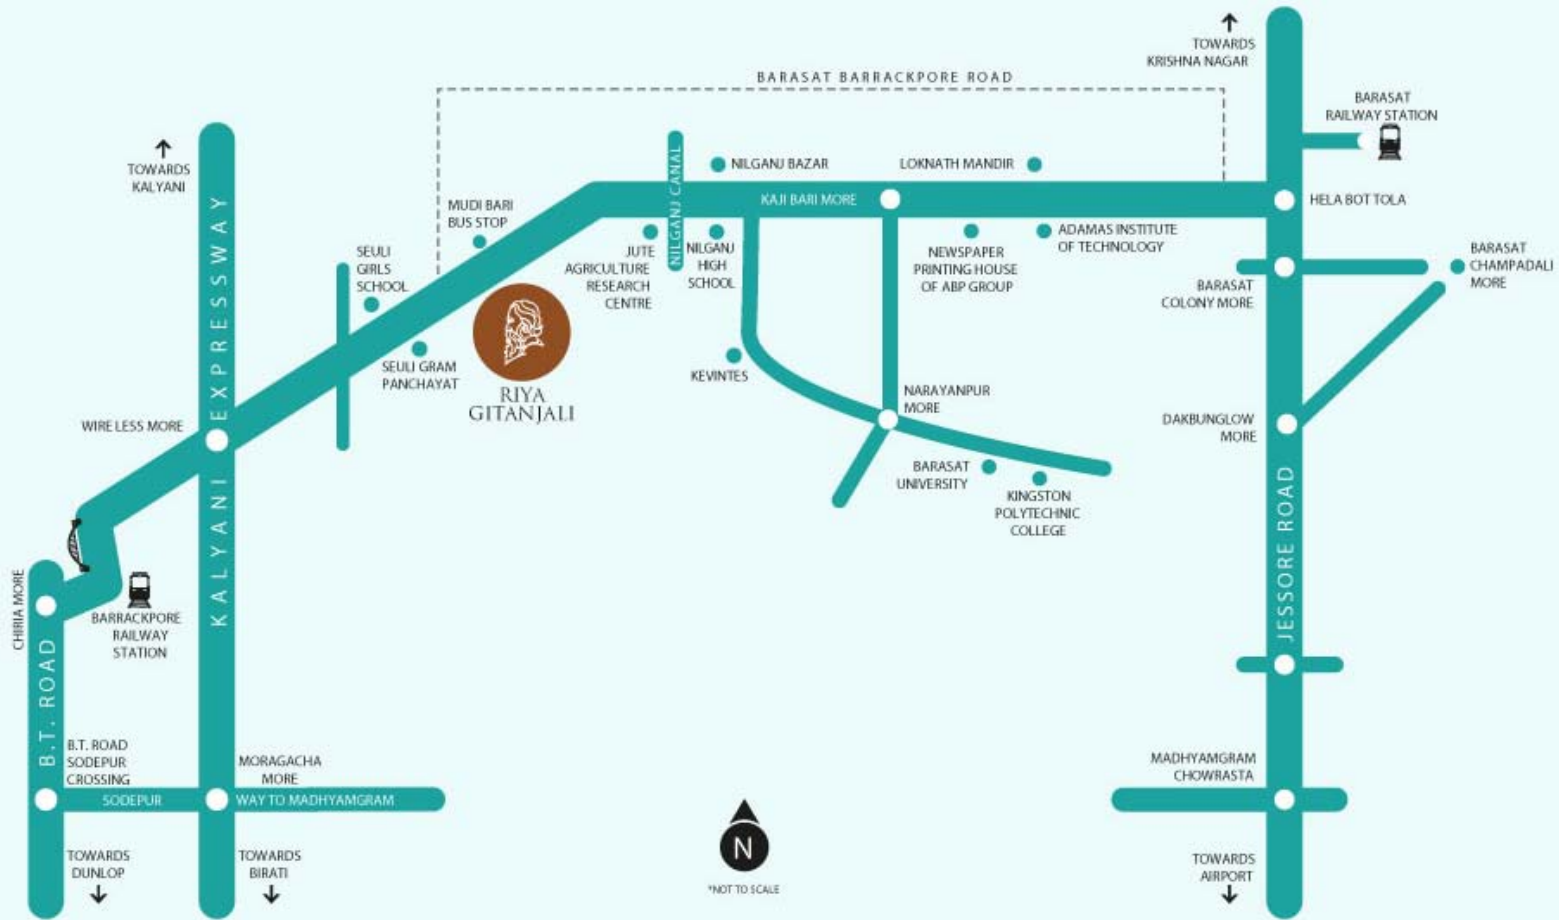 TOWARDS
KRISHNA NAGAR
BARASAT BARRACKPORE ROAD
BARASAT
RAILWAY STATION
TOWARDS
KALYANI
NILGANJ CANAL
NILGANJ BAZAR
LOKNATH MANDIR
MUDI BARI
BUS STOP
KAJI BARI MORE
HELA BOT TOLA
SEULI
GIRLS
SCHOOL
JUTE
AGRICULTURE
RESEARCH
CENTRE
NILGANJ
HIGH
SCHOOL
NEWSPAPER
PRINTING HOUSE
OF ABP GROUP
ADAMAS INSTITUTE
OF TECHNOLOGY
BARASAT
CHAMPADALI
MORE
BARASAT
COLONY MORE
SEULI GRAM
PANCHAYAT
RIYA
GITANJALI
KEVINTES
NARAYANPUR
MORE
DAKBUNGLOW
MORE
WIRE LESS MORE
KALYANI EXPRESSWAY
BARASAT
UNIVERSITY
KINGSTON
POLYTECHNIC
COLLEGE
JESSORE ROAD
CHIRIA MORE
BARRACKPORE
RAILWAY
STATION
B.T. ROAD
B.T. ROAD
SODEPUR
CROSSING
MORAGACHA
MORE
MADHYAMGRAM
CHOWRASTA
SODEPUR
WAY TO MADHYAMGRAM
TOWARDS
DUNLOP
TOWARDS
BIRATI
N
*NOT TO SCALE
TOWARDS
AIRPORT